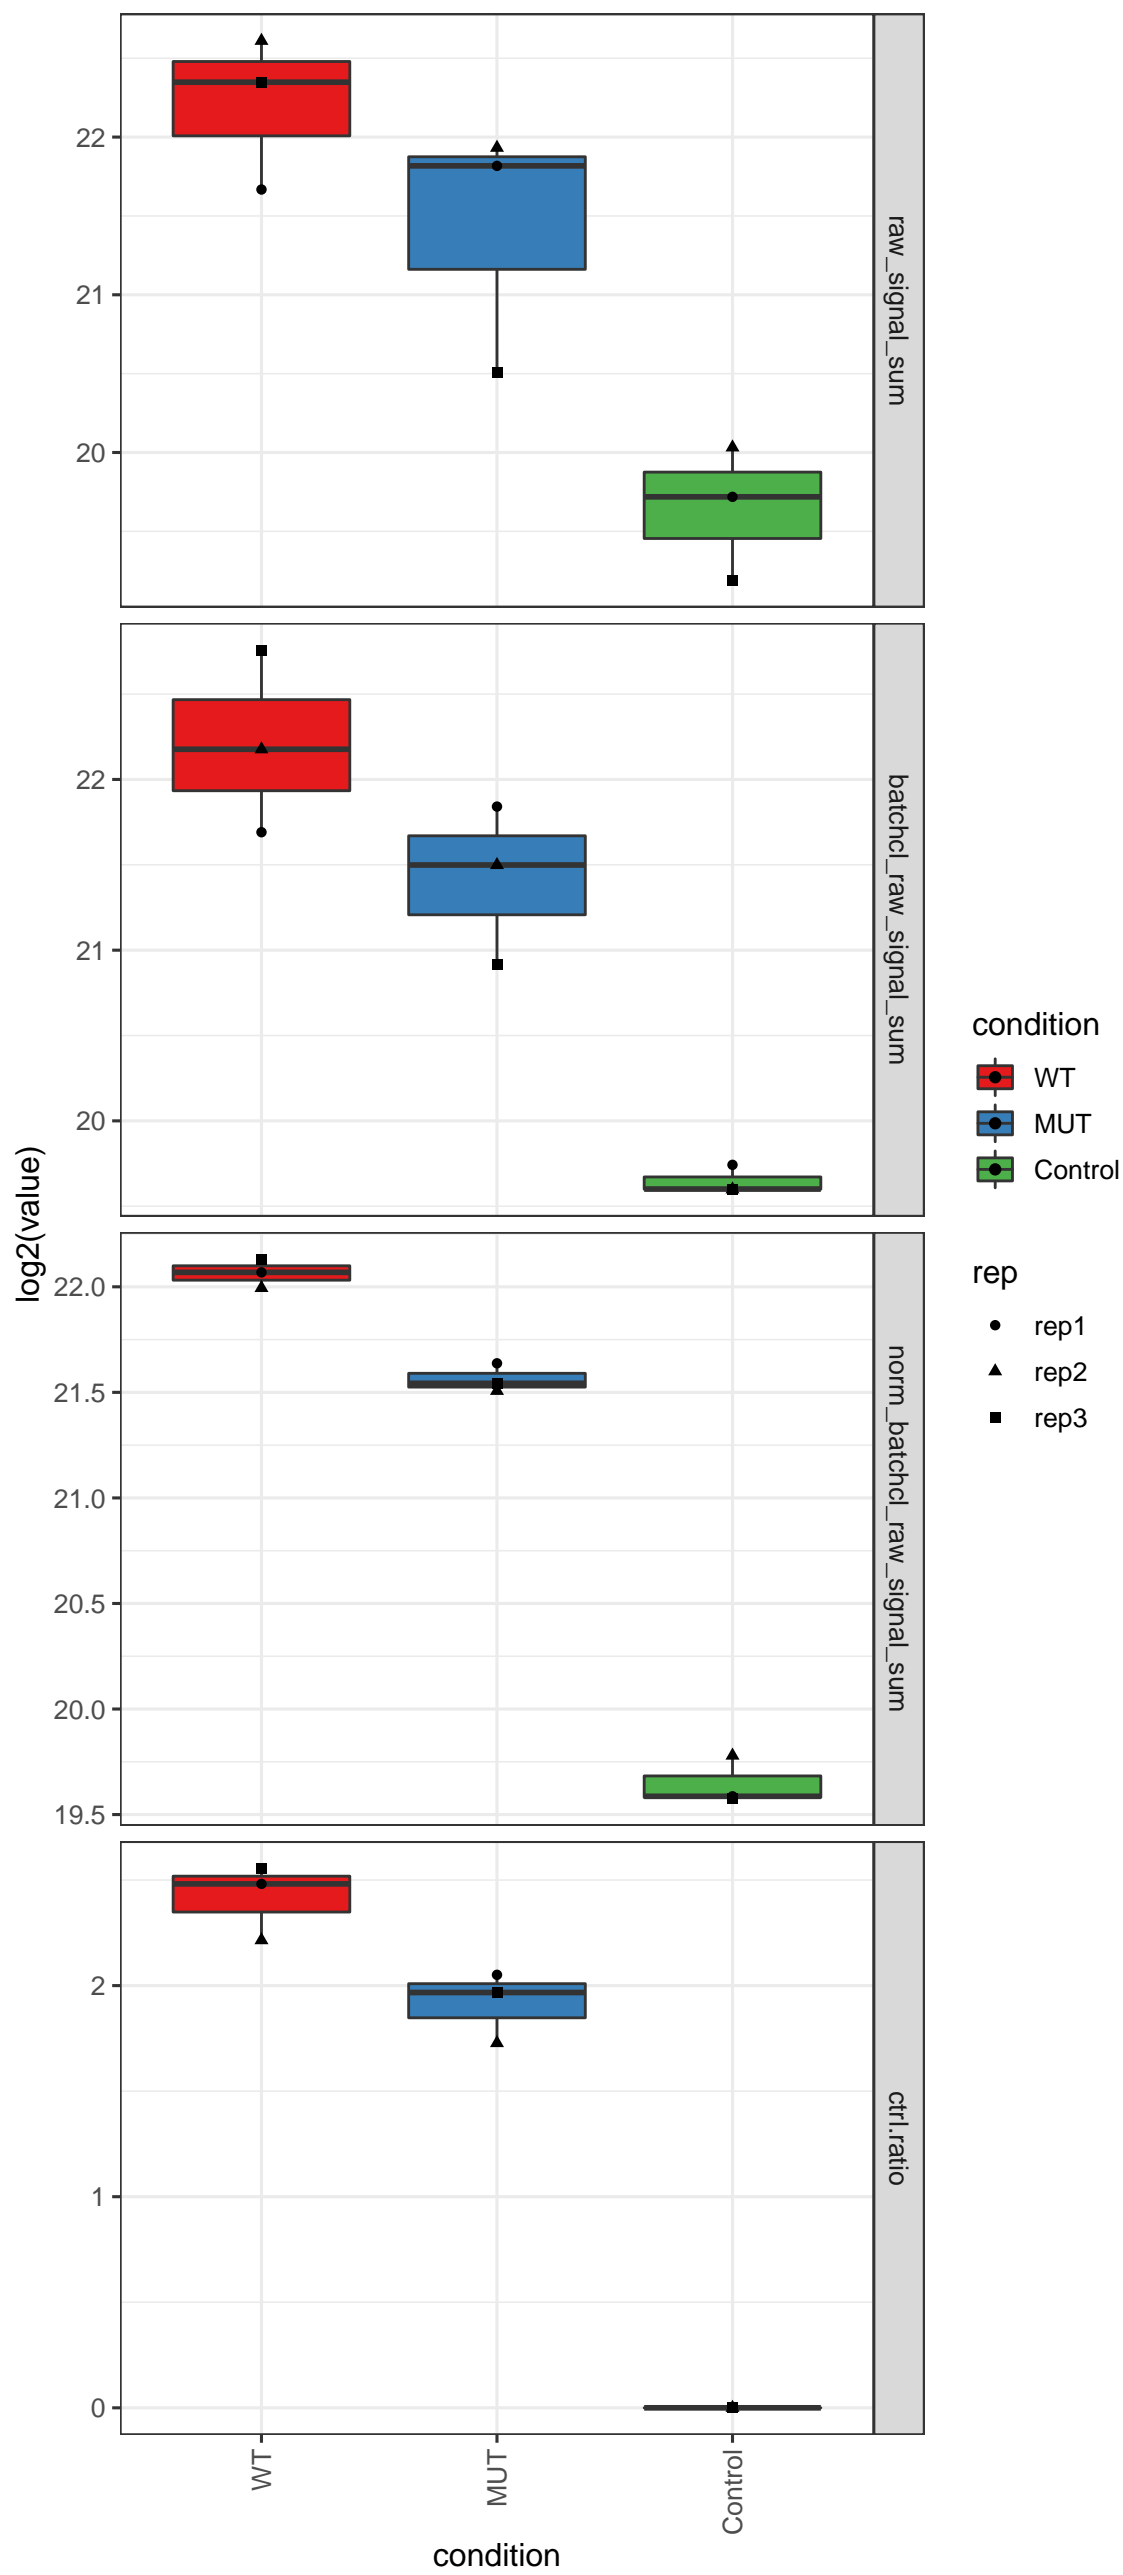 22
21
20
raw_signal_sum
22
21
20
batchcl_raw_signal_sum
22.0
21.5
21.0
20.5
20.0
19.5
norm_batchcl_raw_signal_sum
2
1
0
ctrl.ratio
log2(value)
WT
MUT
Control
condition
condition
WT
MUT
Control
rep
rep1
rep2
rep3